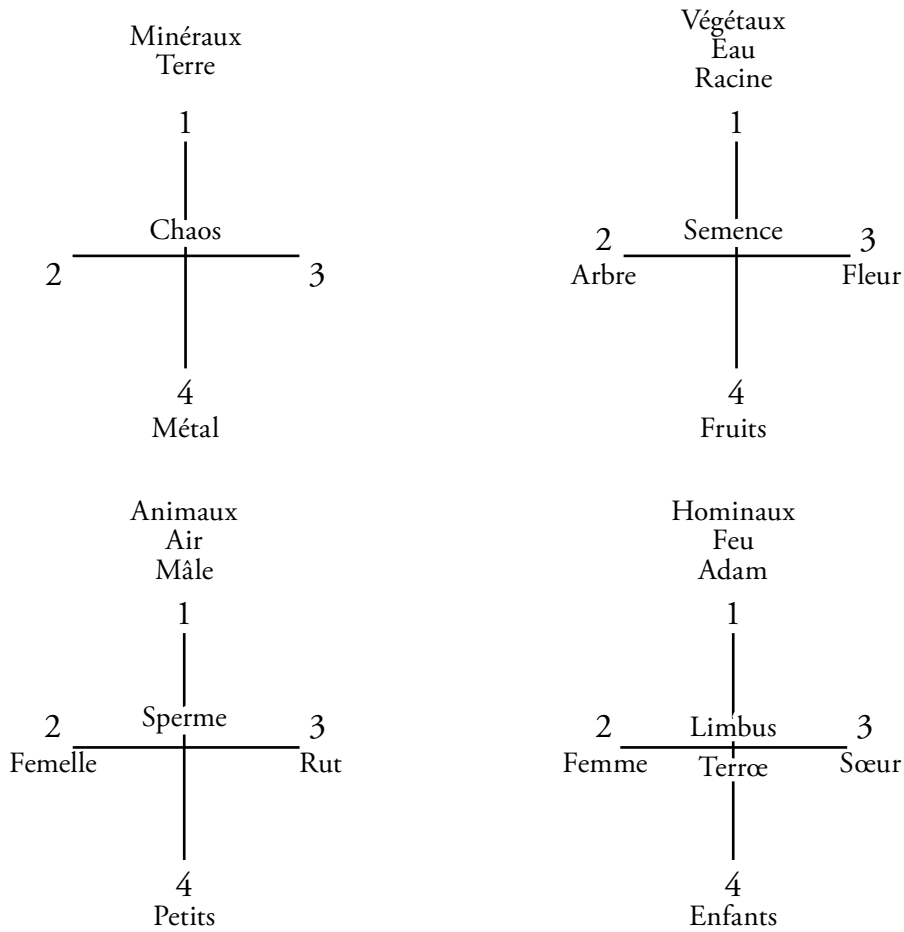 Minéraux
Terre
1
Chaos
2
3
4
Métal
Végétaux
Eau
Racine
1
Semence
2
Arbre
3
Fleur
4
Fruits
Animaux
Air
Mâle
1
Sperme
2
Femelle
3
Rut
4
Petits
Hominaux
Feu
Adam
1
Limbus
Terrœ
2
Femme
3
Sœur
4
Enfants